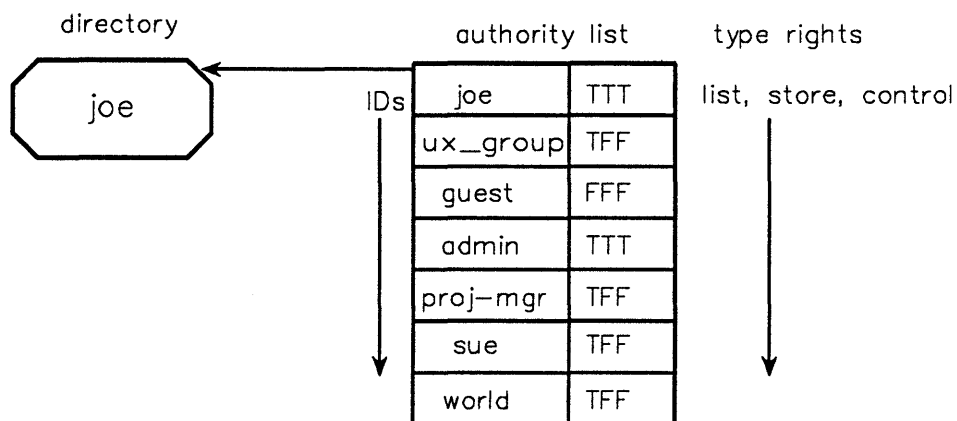 directory
authority list
type rights
joe
IDs
joe TTT
list, store, control
ux_group TFF
guest FFF
admin TTT
proj-mgr TFF
sue TFF
world TFF